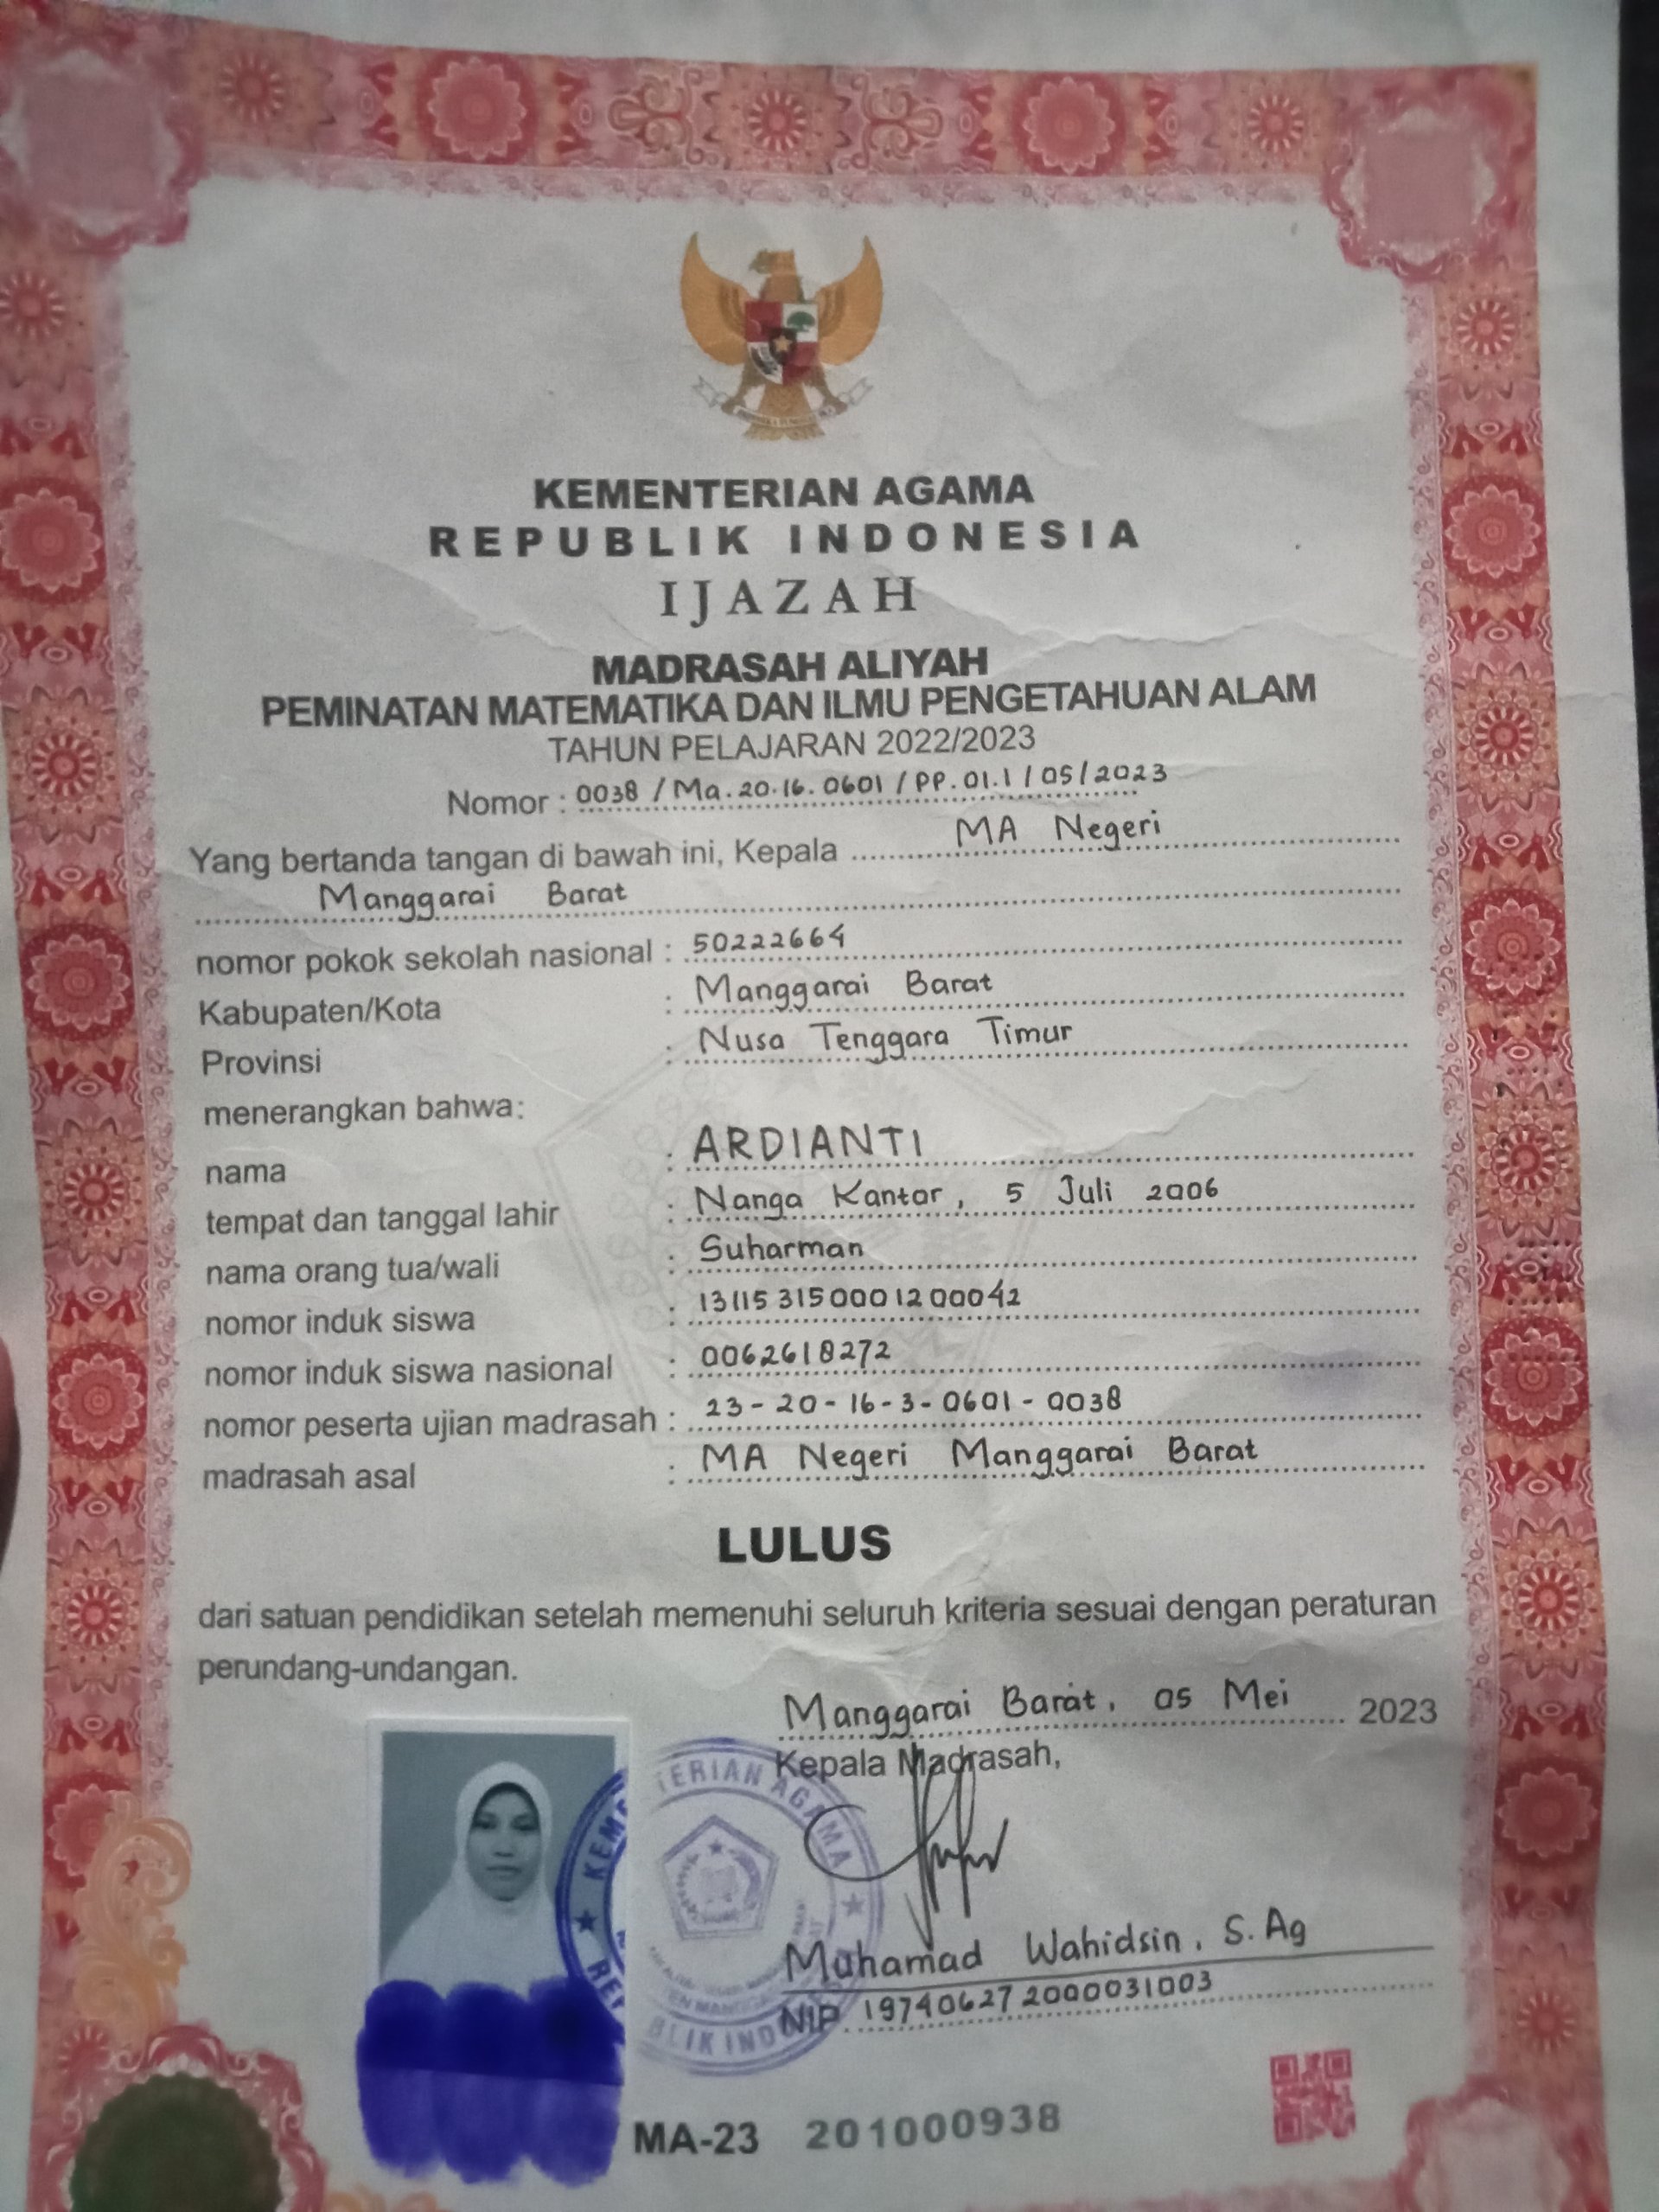 KEMENTERIAN AGAMA
REPUBLIK INDONESIA
IJAZAH
MADRASAH ALIYAH
PEMINATAN MATEMATIKA DAN ILMU PENGETAHUAN ALAM
TAHUN PELAJARAN 2022/2023
Nomor : 0038 / Ma. 20.16. 0601 / PP. 01.1 / 05 / 2023
Yang bertanda tangan di bawah ini, Kepala MA Negeri
Manggarai Barat
nomor pokok sekolah nasional : 50222664
Kabupaten/Kota : Manggarai Barat
Provinsi : Nusa Tenggara Timur
menerangkan bahwa:
nama : ARDIANTI
tempat dan tanggal lahir : Nanga Kantor, 5 Juli 2006
nama orang tua/wali : Suharman
nomor induk siswa : 131153150001200042
nomor induk siswa nasional : 0062618272
nomor peserta ujian madrasah : 23 - 20 - 16 - 3 - 0601 - 0038
madrasah asal : MA Negeri Manggarai Barat
LULUS
dari satuan pendidikan setelah memenuhi seluruh kriteria sesuai dengan peraturan
perundang-undangan.
Manggarai Barat, 05 Mei 2023
Kepala Madrasah,
TERIAN AGAMA
KEM
REP
BLIK INDO
Muhamad Wahidsin, S.Ag
NIP. 197406272000031003
MA-23 201000938